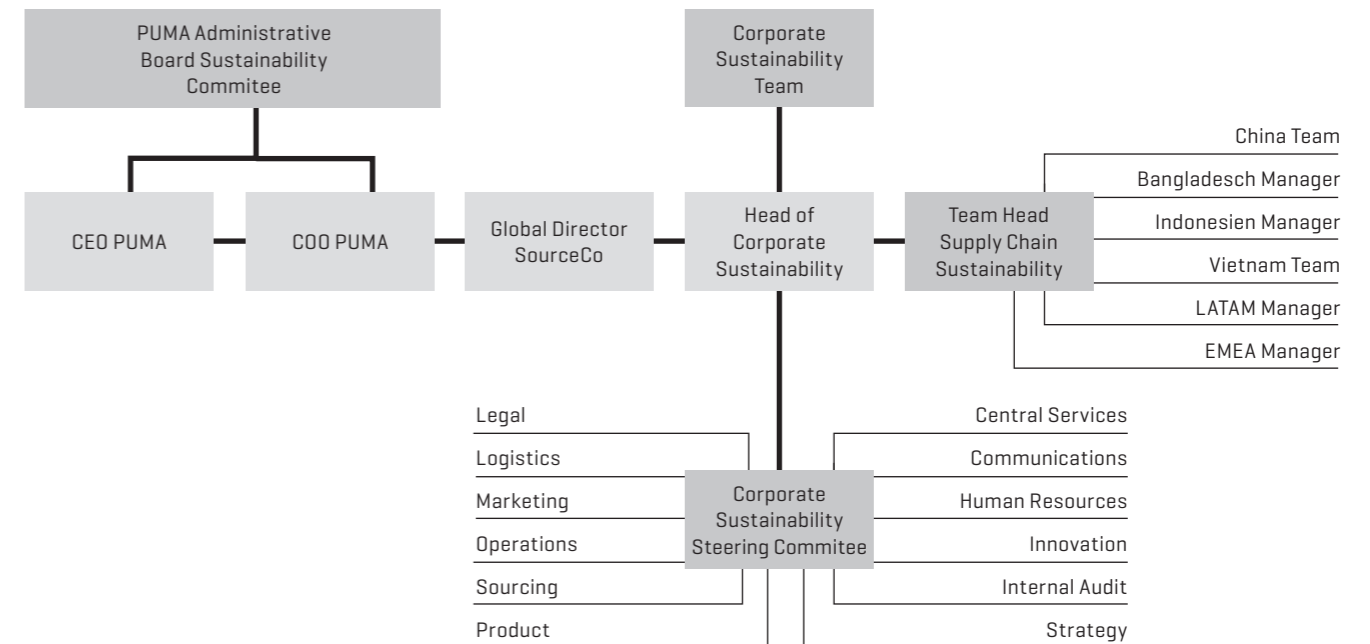 PUMA Administrative
Board Sustainability
Commitee
Corporate
Sustainability
Team
CEO PUMA
COO PUMA
Global Director
SourceCo
Head of
Corporate
Sustainability
Team Head
Supply Chain
Sustainability
China Team
Bangladesch Manager
Indonesien Manager
Vietnam Team
LATAM Manager
EMEA Manager
Legal
Logistics
Marketing
Operations
Sourcing
Product
Corporate
Sustainability
Steering Commitee
Central Services
Communications
Human Resources
Innovation
Internal Audit
Strategy